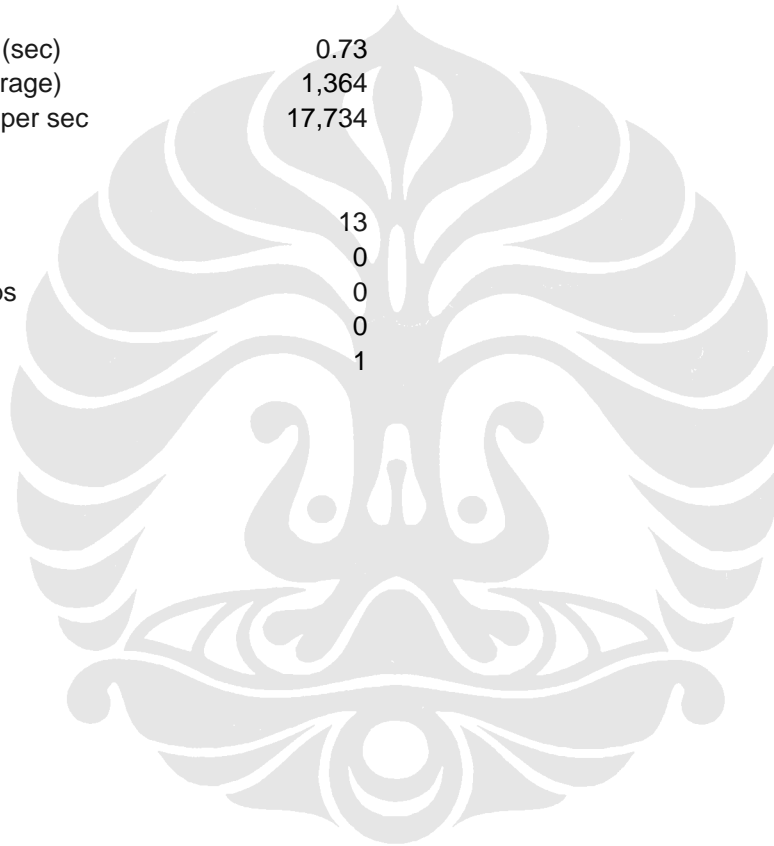 (sec) 0.73
rage) 1,364
per sec 17,734
13
0
os 0
0
1